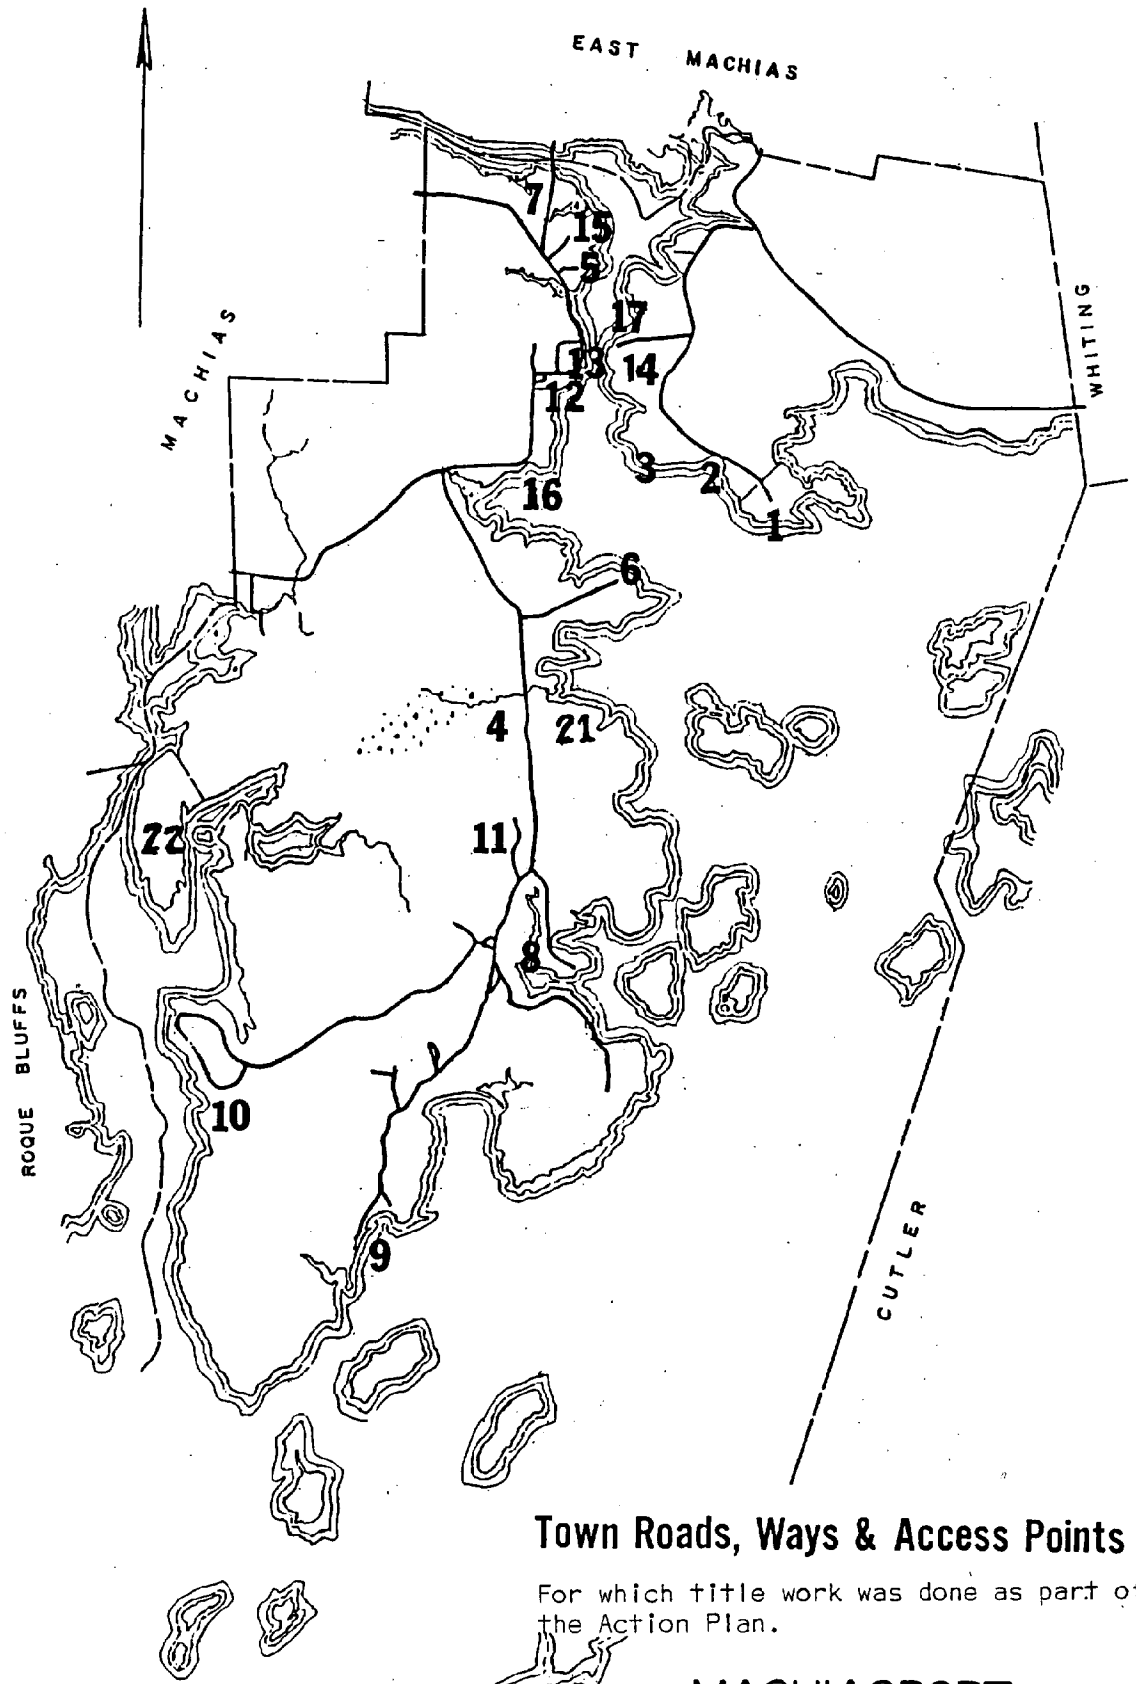 EAST MACHIAS
7
15
5
MACHIAS
WHITING
17
13
14
12
3
2
16
1
6
4
21
22
11
8
ROQUE BLUFFS
10
9
CUTLER
Town Roads, Ways & Access Points
For which title work was done as part of
the Action Plan.